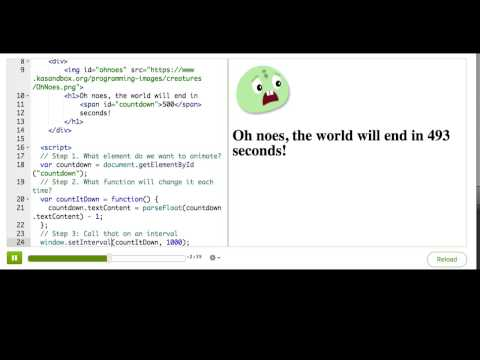 8 <div>
9 <img id="ohnoes" src="https://www
.kasandbox.org/programming-images/creatures
/OhNoes.png">
10 <h1>Oh noes, the world will end in
11 <span id="countdown">500</span>
12 seconds!
13 </h1>
14 </div>
15
16 <script>
17 // Step 1. What element do we want to animate?
18 var countdown = document.getElementById
("countdown");
19 // Step 2. What function will change it each
time?
20 var countItDown = function() {
21 countdown.textContent = parseFloat(countdown
.textContent) - 1;
22 };
23 // Step 3: Call that on an interval
24 window.setInterval(countItDown, 1000);
Oh noes, the world will end in 493
seconds!
Reload